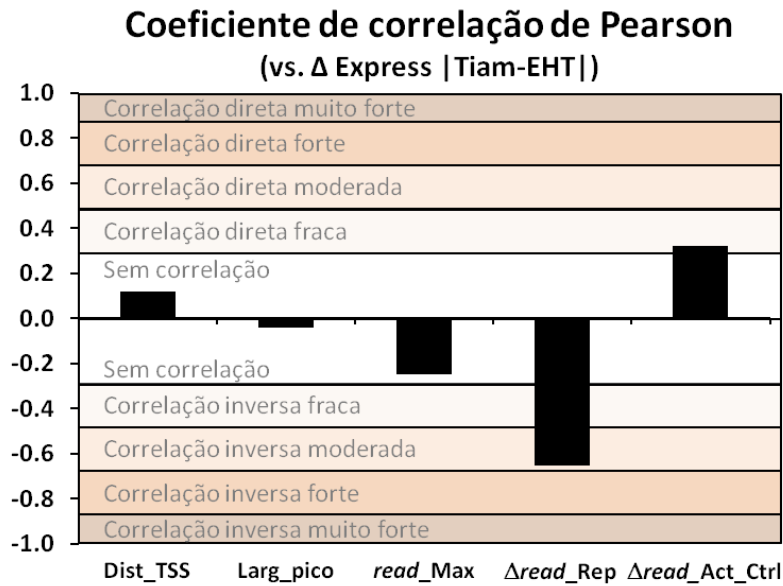 Coeficiente de correlação de Pearson
(vs. Δ Express |Tiam-EHT|)
1.0
Correlação direta muito forte
0.8
Correlação direta forte
0.6
Correlação direta moderada
0.4
Correlação direta fraca
0.2
Sem correlação
0.0
-0.2
Sem correlação
-0.4
Correlação inversa fraca
-0.6
Correlação inversa moderada
-0.8
Correlação inversa forte
-1.0
Correlação inversa muito forte
Dist_TSS Larg_pico read_Max Δread_Rep Δread_Act_Ctrl